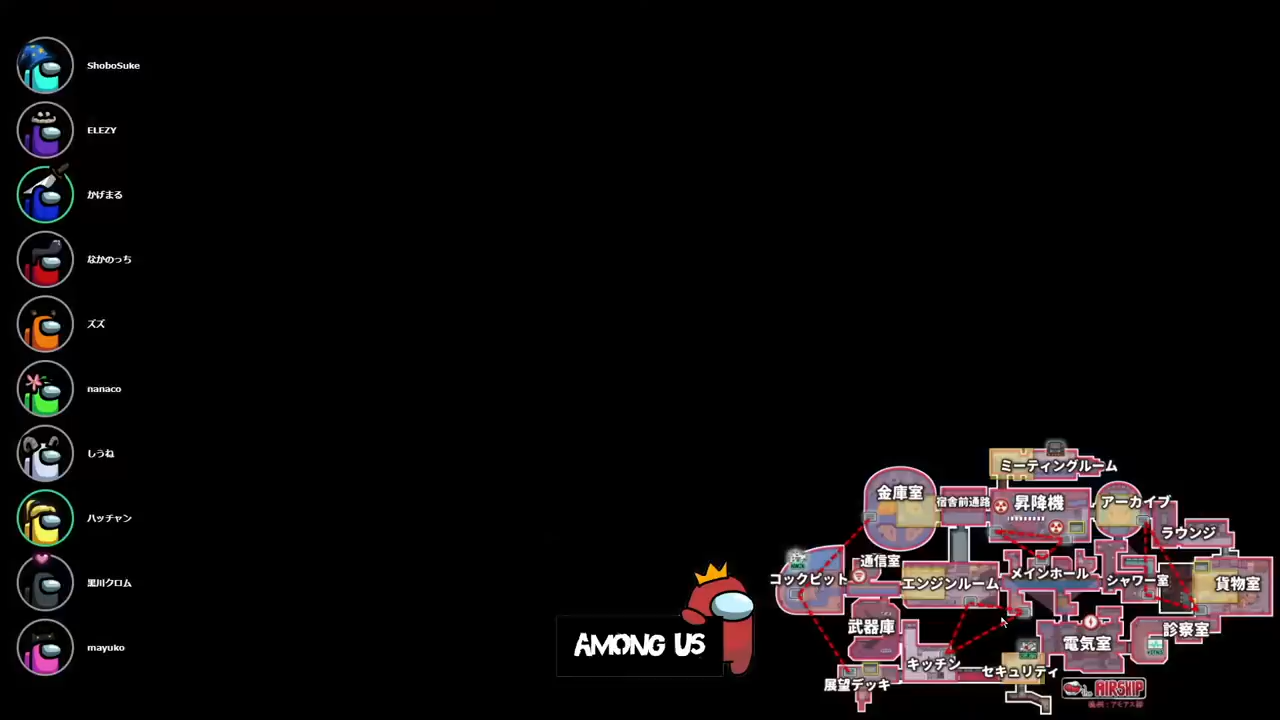 ShoboSuke
ELEZY
かげまる
なかのっち
ズズ
nanaco
しうね
ハッチャン
黒川クロム
mayuko
AMONG US
ミーティングルーム
金庫室
宿舎前通路
昇降機
アーカイブ
ラウンジ
コックピット
通信室
エンジンルーム
メインホール
シャワー室
貨物室
武器庫
電気室
診察室
キッチン
セキュリティ
展望デッキ
AIRSHIP